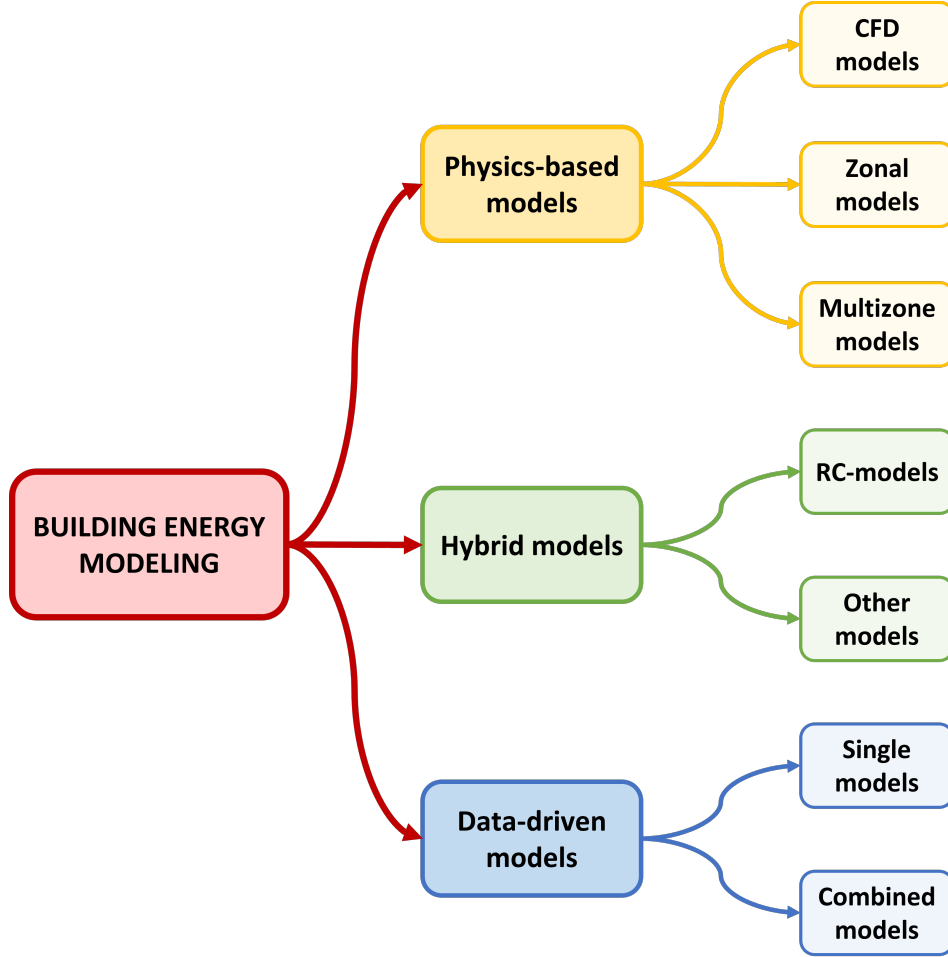 CFD
models
Physics-based
models
Zonal
models
Multizone
models
BUILDING ENERGY
MODELING
Hybrid models
RC-models
Other
models
Data-driven
models
Single
models
Combined
models